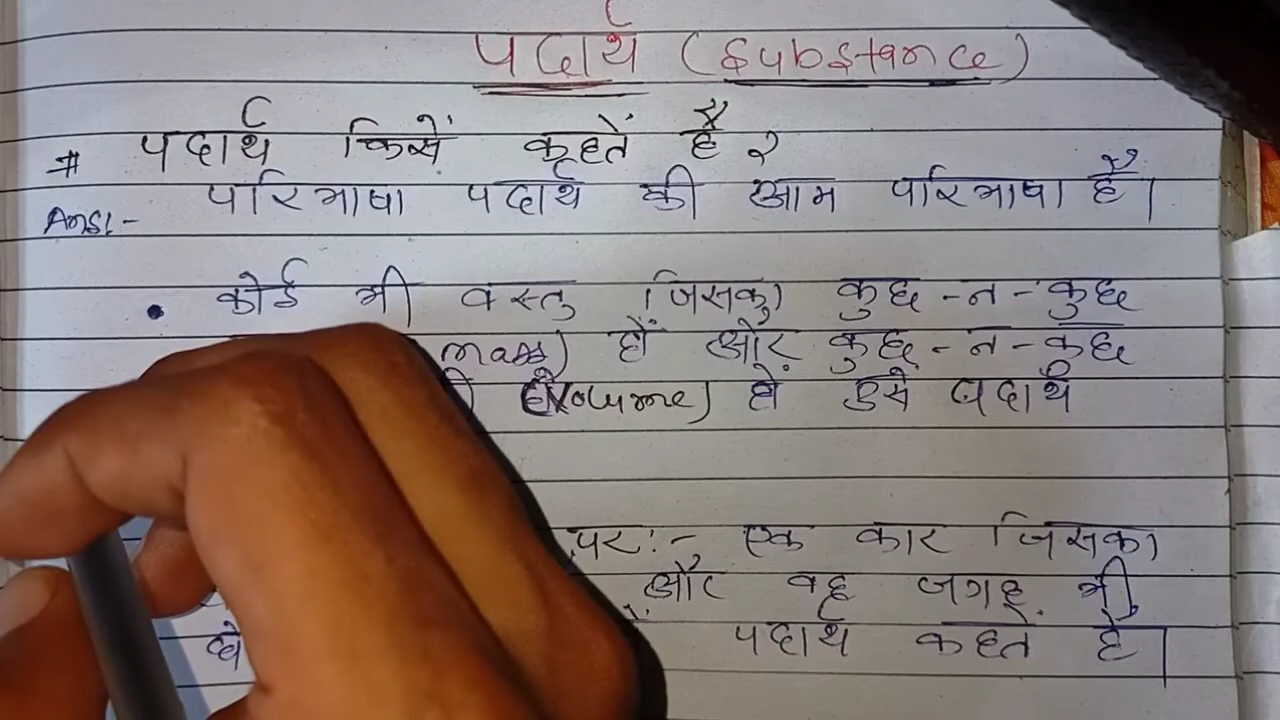 पदार्थ (Substance)
# पदार्थ किसें कहतें हैं ?
Ans:- परिभाषा पदार्थ की आम परिभाषा हैं।
• कोई भी वस्तु जिसका कुछ-न-कुछ
mass) हों और कुछ-न-कुछ
(Volume) हो उसे पदार्थ
पर:- एक कार जिसका
और वह जगह भी
पदार्थ कहते है।